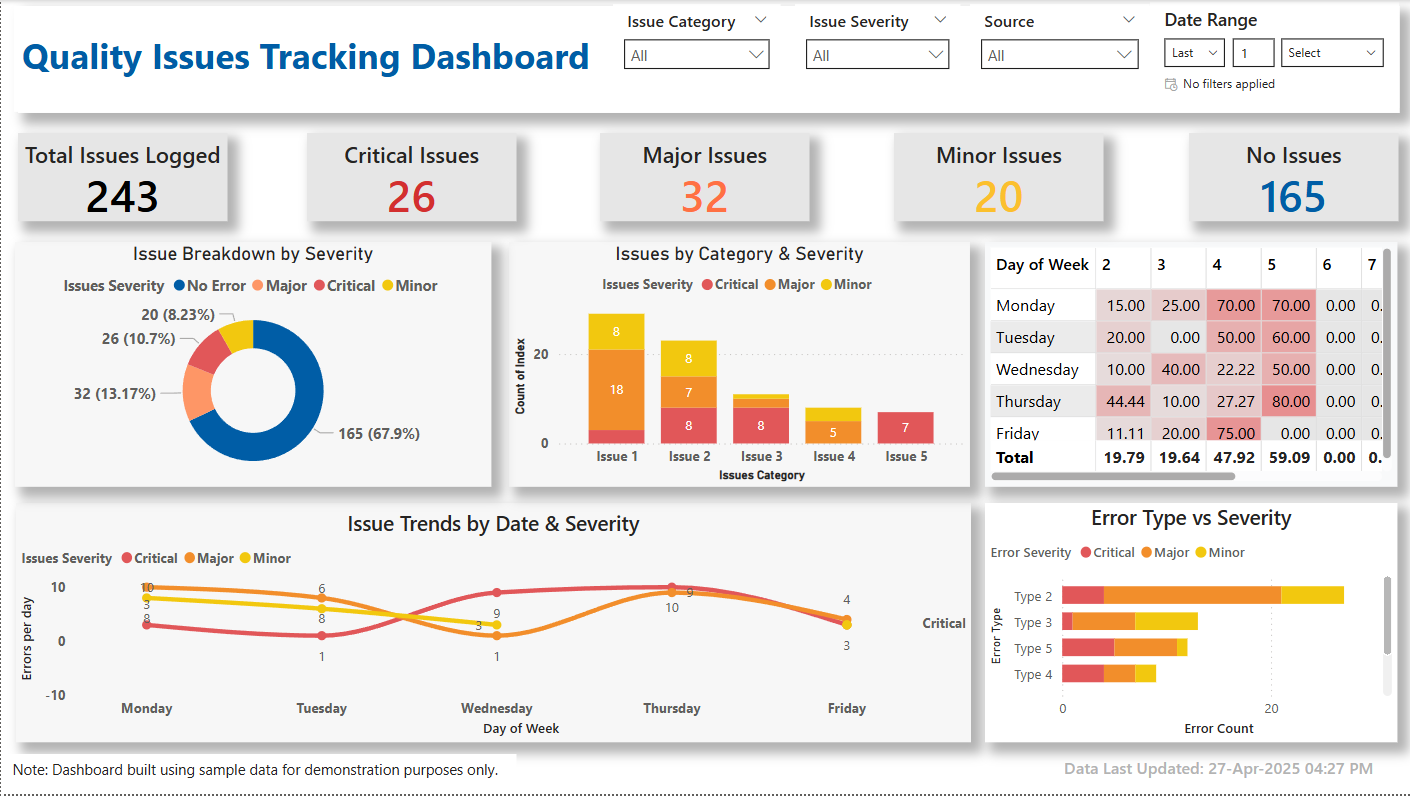 Quality Issues Tracking Dashboard
Issue Category Issue Severity Source Date Range
All All All Last 1 Select
No filters applied
Total Issues Logged
243
Critical Issues
26
Major Issues
32
Minor Issues
20
No Issues
165
Issue Breakdown by Severity
Issues Severity No Error Major Critical Minor
20 (8.23%)
26 (10.7%)
32 (13.17%)
165 (67.9%)
Issues by Category & Severity
Issues Severity Critical Major Minor
Count of Index
20
0
8
18
8
7
8
8
5
7
Issue 1 Issue 2 Issue 3 Issue 4 Issue 5
Issues Category
Day of Week 2 3 4 5 6 7
Monday 15.00 25.00 70.00 70.00 0.00 0.
Tuesday 20.00 0.00 50.00 60.00 0.00 0.
Wednesday 10.00 40.00 22.22 50.00 0.00 0.
Thursday 44.44 10.00 27.27 80.00 0.00 0.
Friday 11.11 20.00 75.00 0.00 0.00 0.
Total 19.79 19.64 47.92 59.09 0.00 0.
Issue Trends by Date & Severity
Issues Severity Critical Major Minor
Errors per day
10
0
-10
10
3
8
6
8
1
9
3
1
9
10
4
3
Critical
Monday Tuesday Wednesday Thursday Friday
Day of Week
Error Type vs Severity
Error Severity Critical Major Minor
Error Type
Type 2
Type 3
Type 5
Type 4
0 20
Error Count
Note: Dashboard built using sample data for demonstration purposes only.
Data Last Updated: 27-Apr-2025 04:27 PM